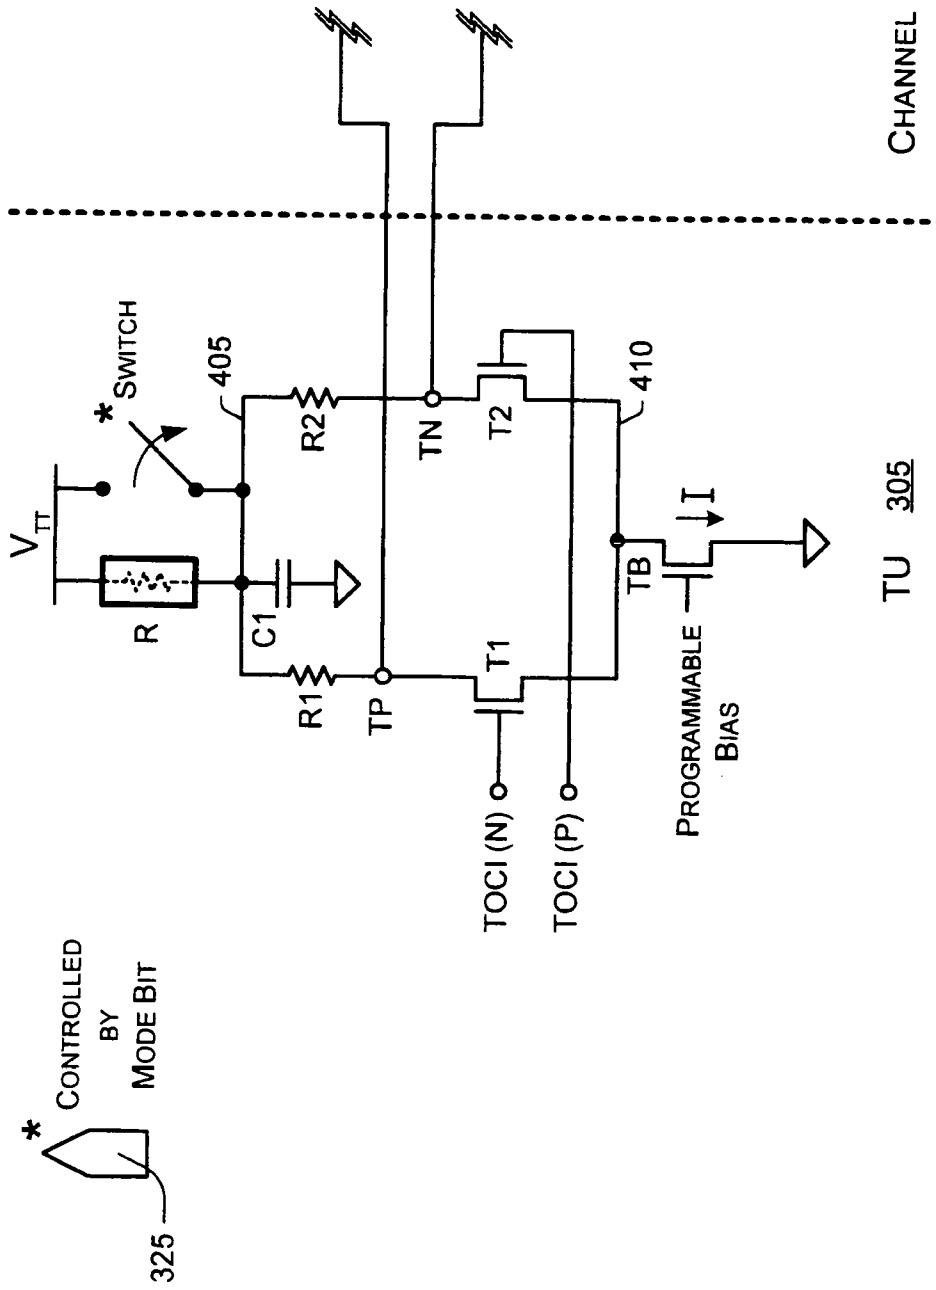 *
CONTROLLED
BY
MODE BIT
325
V_TT
R
* SWITCH
405
C1
R1
R2
TP
TN
TOCI (N)
TOCI (P)
T1
T2
410
PROGRAMMABLE
BIAS
TB
I
TU 305
CHANNEL